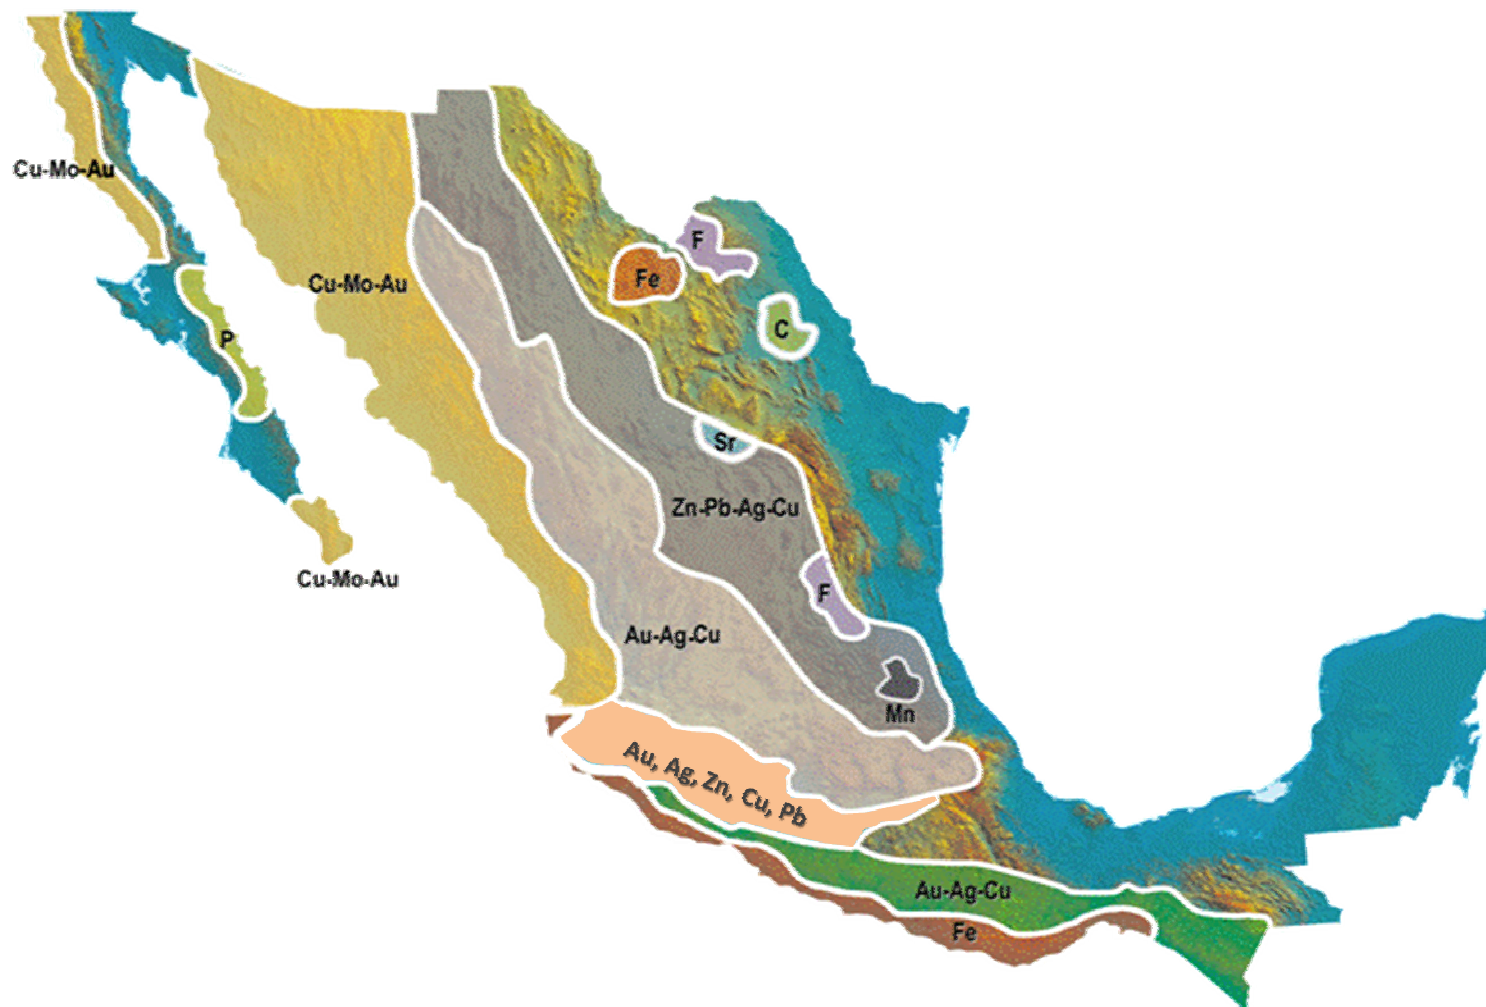 Cu-Mo-Au
F
Fe
Cu-Mo-Au
C
P
Sr
Zn-Pb-Ag-Cu
Cu-Mo-Au
F
Au-Ag-Cu
Mn
Au, Ag, Zn, Cu, Pb
Au-Ag-Cu
Fe